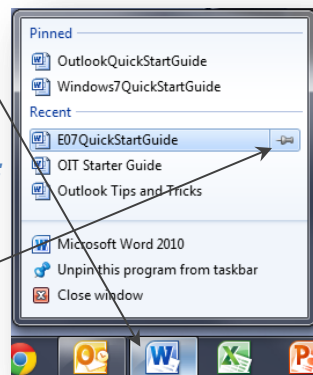 Pinned
OutlookQuickStartGuide
Windows7QuickStartGuide
Recent
E07QuickStartGuide
OIT Starter Guide
Outlook Tips and Tricks
Microsoft Word 2010
Unpin this program from taskbar
Close window